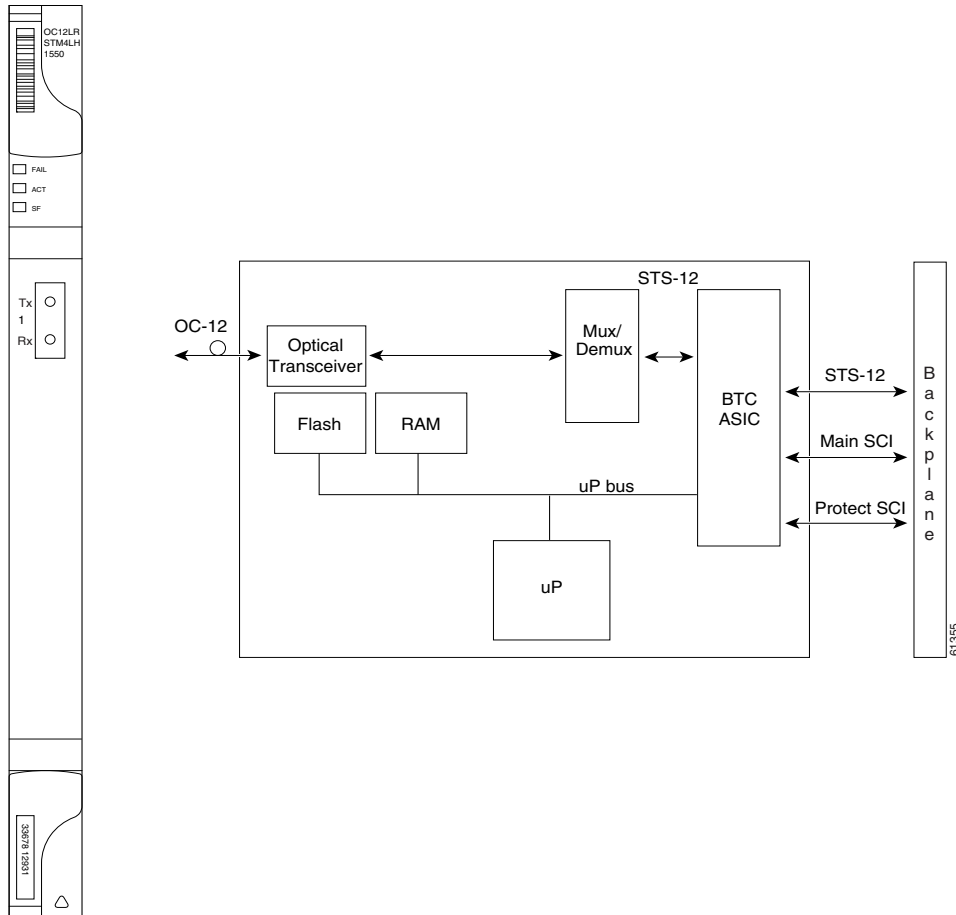 OC12LR
STM4LH
1550
FAIL
ACT
SF
Tx
1
Rx
33678 12931
OC-12
Optical
Transceiver
Flash
RAM
uP bus
uP
STS-12
Mux/
Demux
BTC
ASIC
STS-12
Main SCI
Protect SCI
Backplane
61355